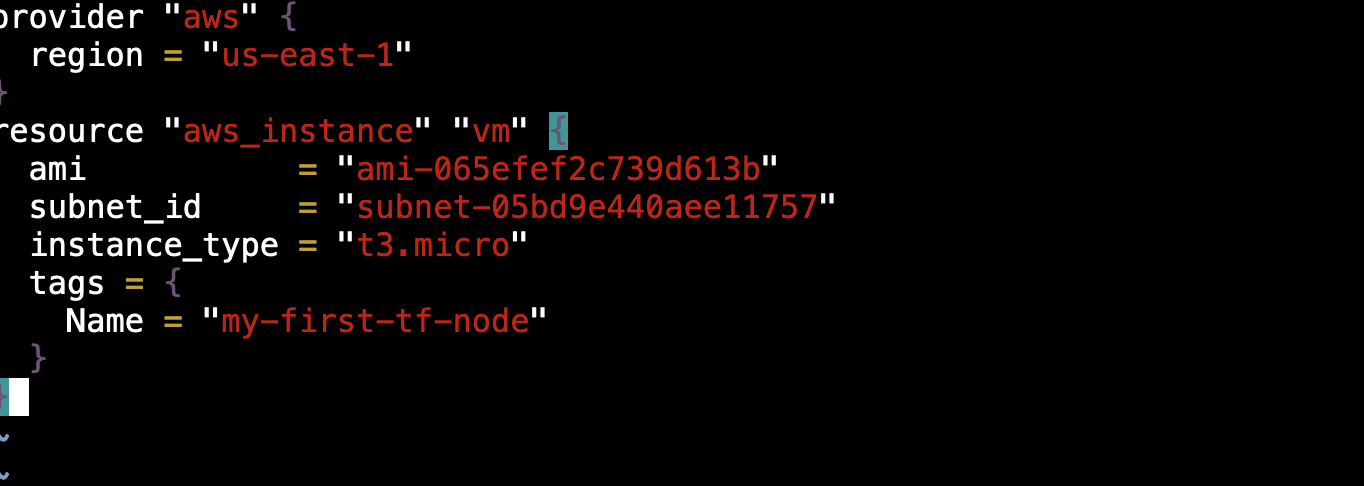 provider "aws" {
  region = "us-east-1"
}
resource "aws_instance" "vm" {
  ami           = "ami-065efef2c739d613b"
  subnet_id     = "subnet-05bd9e440aee11757"
  instance_type = "t3.micro"
  tags = {
    Name = "my-first-tf-node"
  }
}
~
~